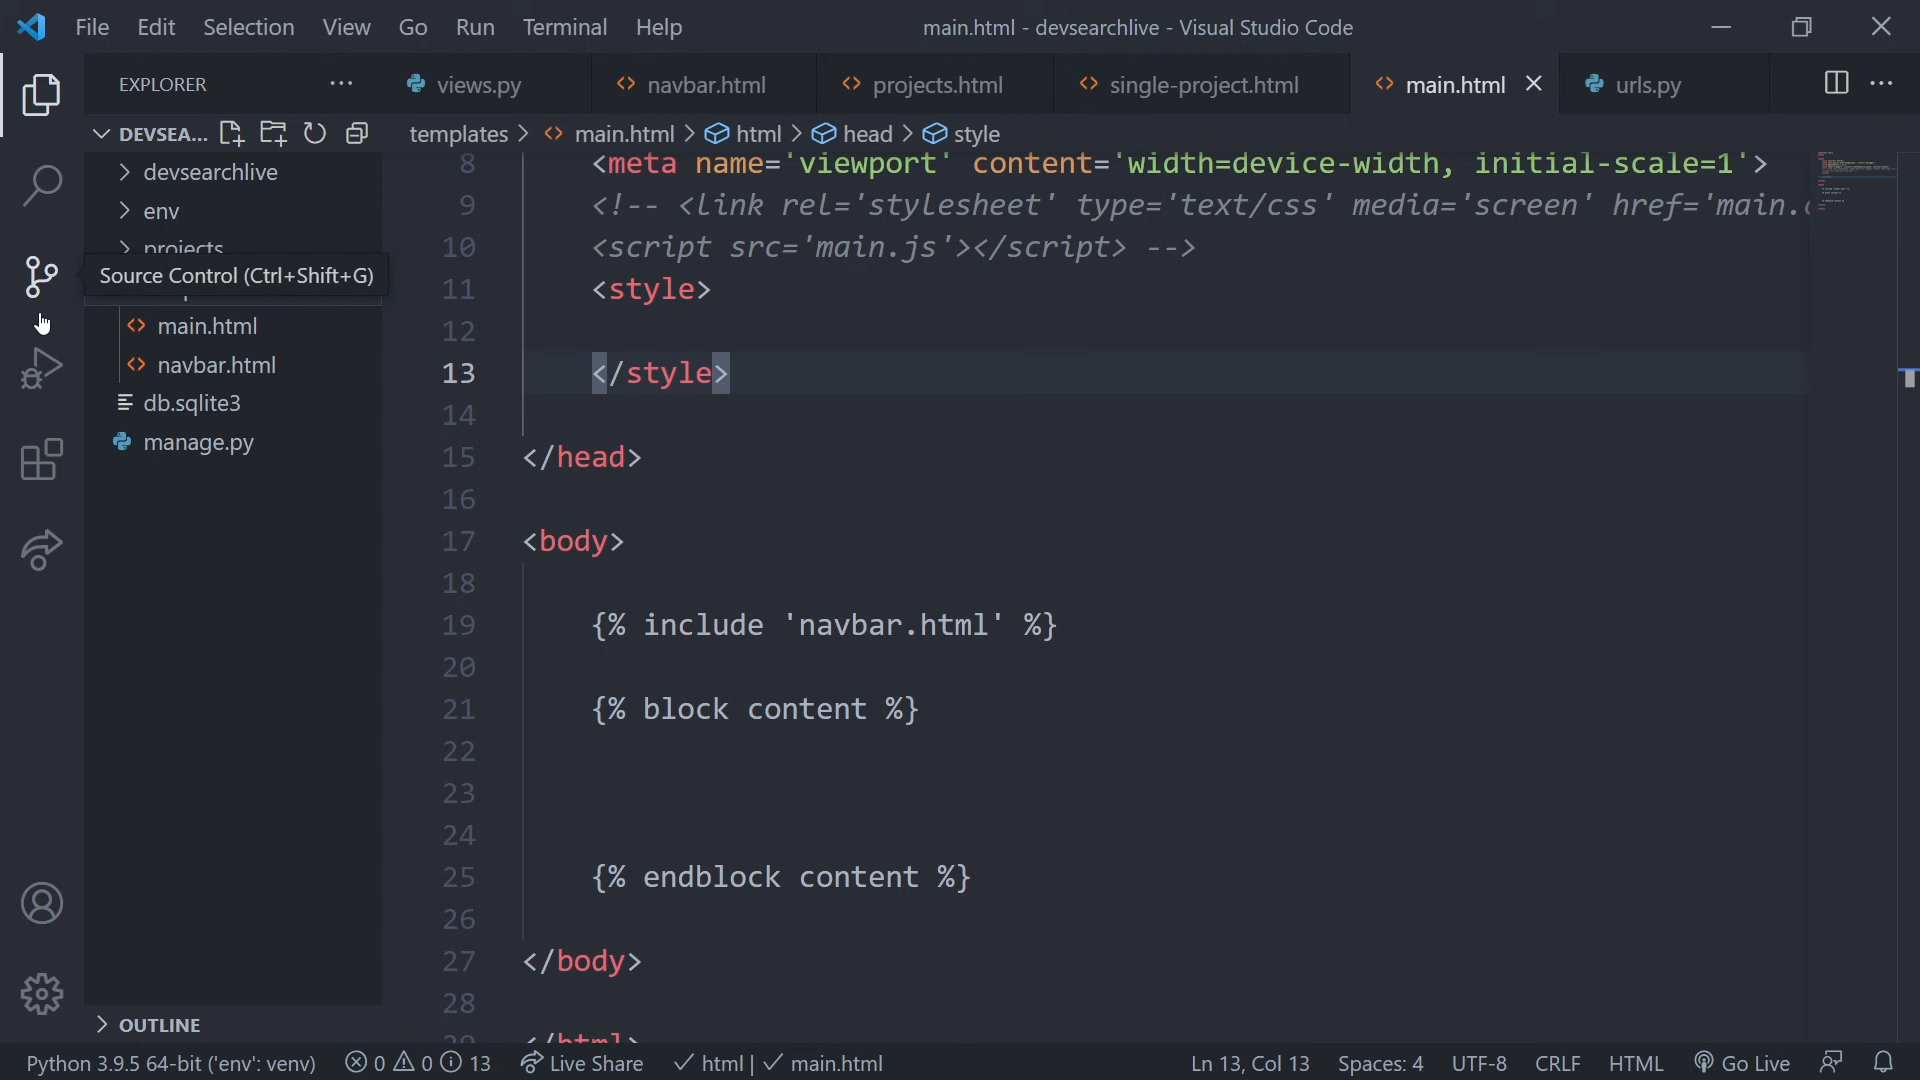 File Edit Selection View Go Run Terminal Help
main.html - devsearchlive - Visual Studio Code
EXPLORER
views.py
navbar.html
projects.html
single-project.html
main.html
urls.py
DEVSEA...
templates > main.html > html > head > style
devsearchlive
env
projects
Source Control (Ctrl+Shift+G)
main.html
navbar.html
db.sqlite3
manage.py
OUTLINE
8 <meta name='viewport' content='width=device-width, initial-scale=1'>
9 <!-- <link rel='stylesheet' type='text/css' media='screen' href='main.
10 <script src='main.js'></script> -->
11 <style>
12
13 </style>
14
15 </head>
16
17 <body>
18
19 {% include 'navbar.html' %}
20
21 {% block content %}
22
23
24
25 {% endblock content %}
26
27 </body>
28
29 </html>
Python 3.9.5 64-bit ('env': venv) 0 0 13 Live Share ✓ html | ✓ main.html
Ln 13, Col 13 Spaces: 4 UTF-8 CRLF HTML Go Live